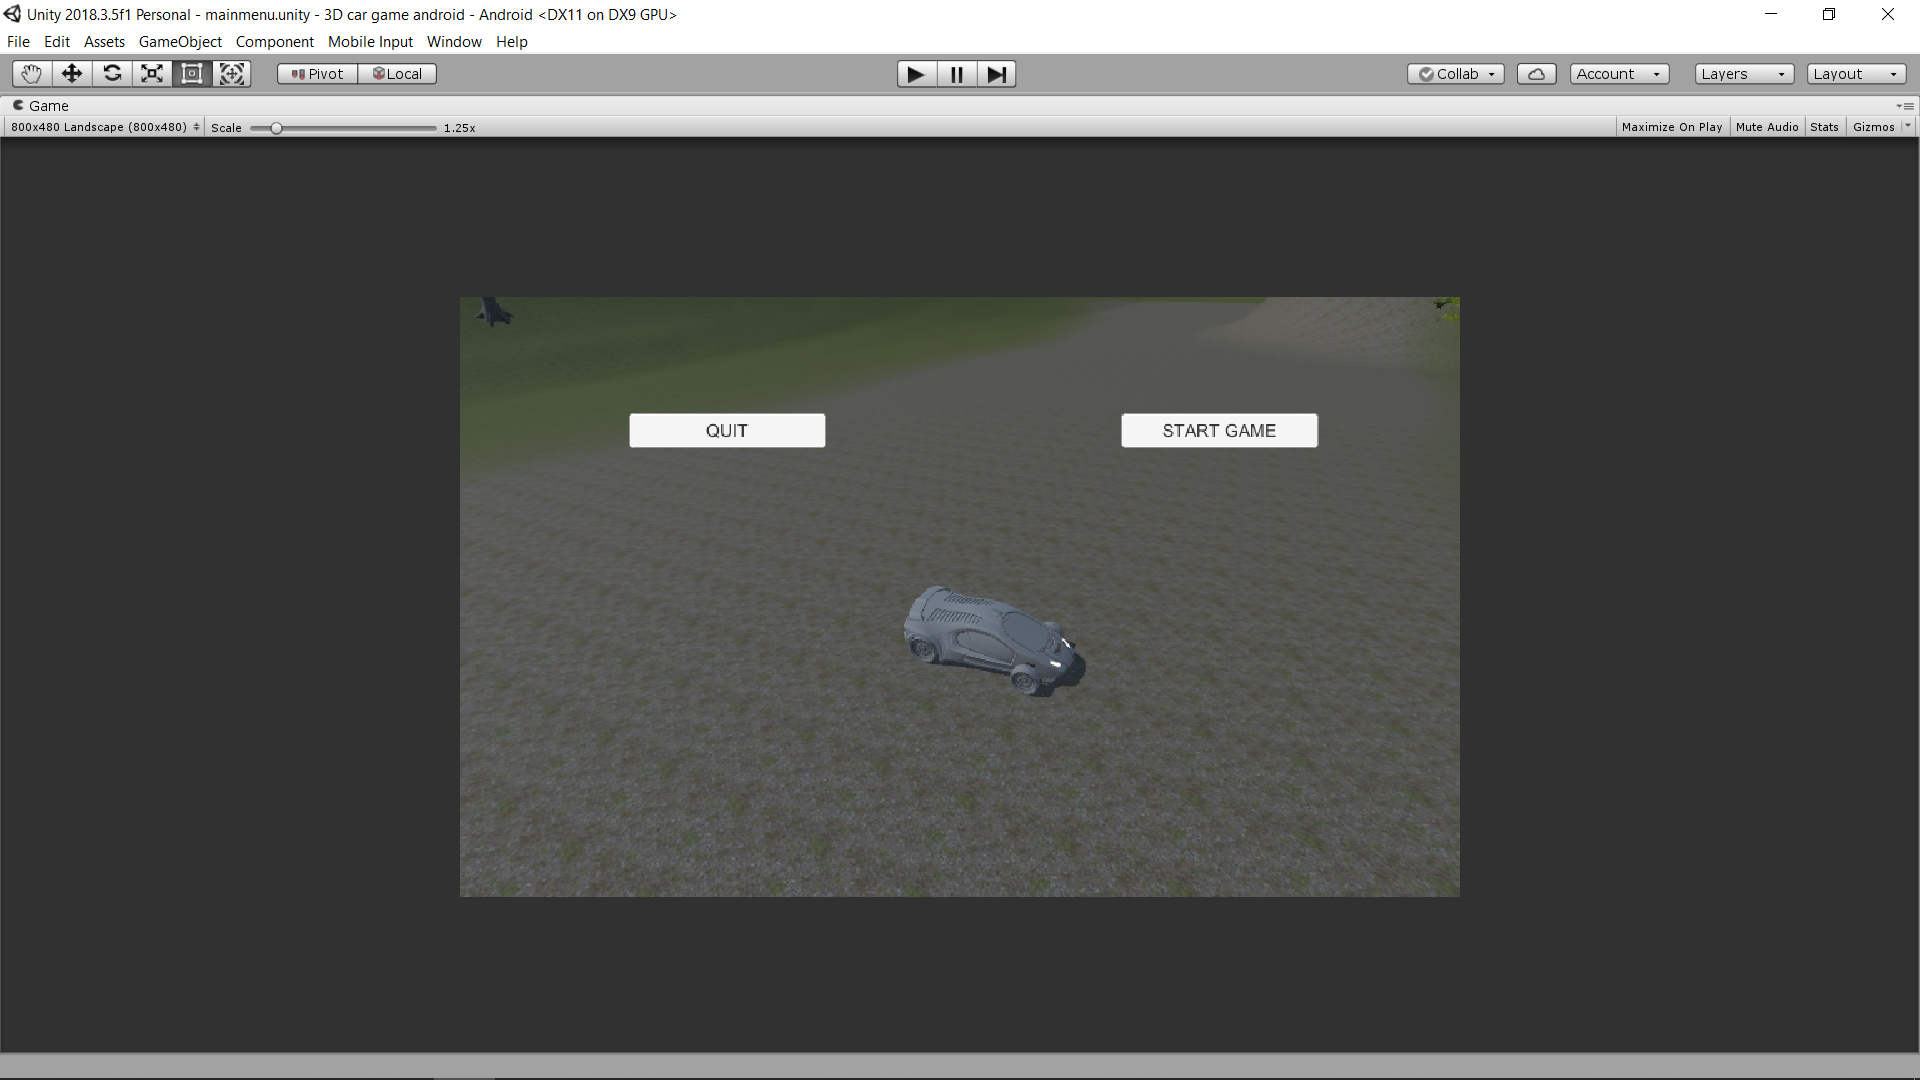 Unity 2018.3.5f1 Personal - mainmenu.unity - 3D car game android - Android <DX11 on DX9 GPU>
File Edit Assets GameObject Component Mobile Input Window Help
Pivot Local Collab Account Layers Layout
Game
800x480 Landscape (800x480) Scale 1.25x Maximize On Play Mute Audio Stats Gizmos
QUIT START GAME